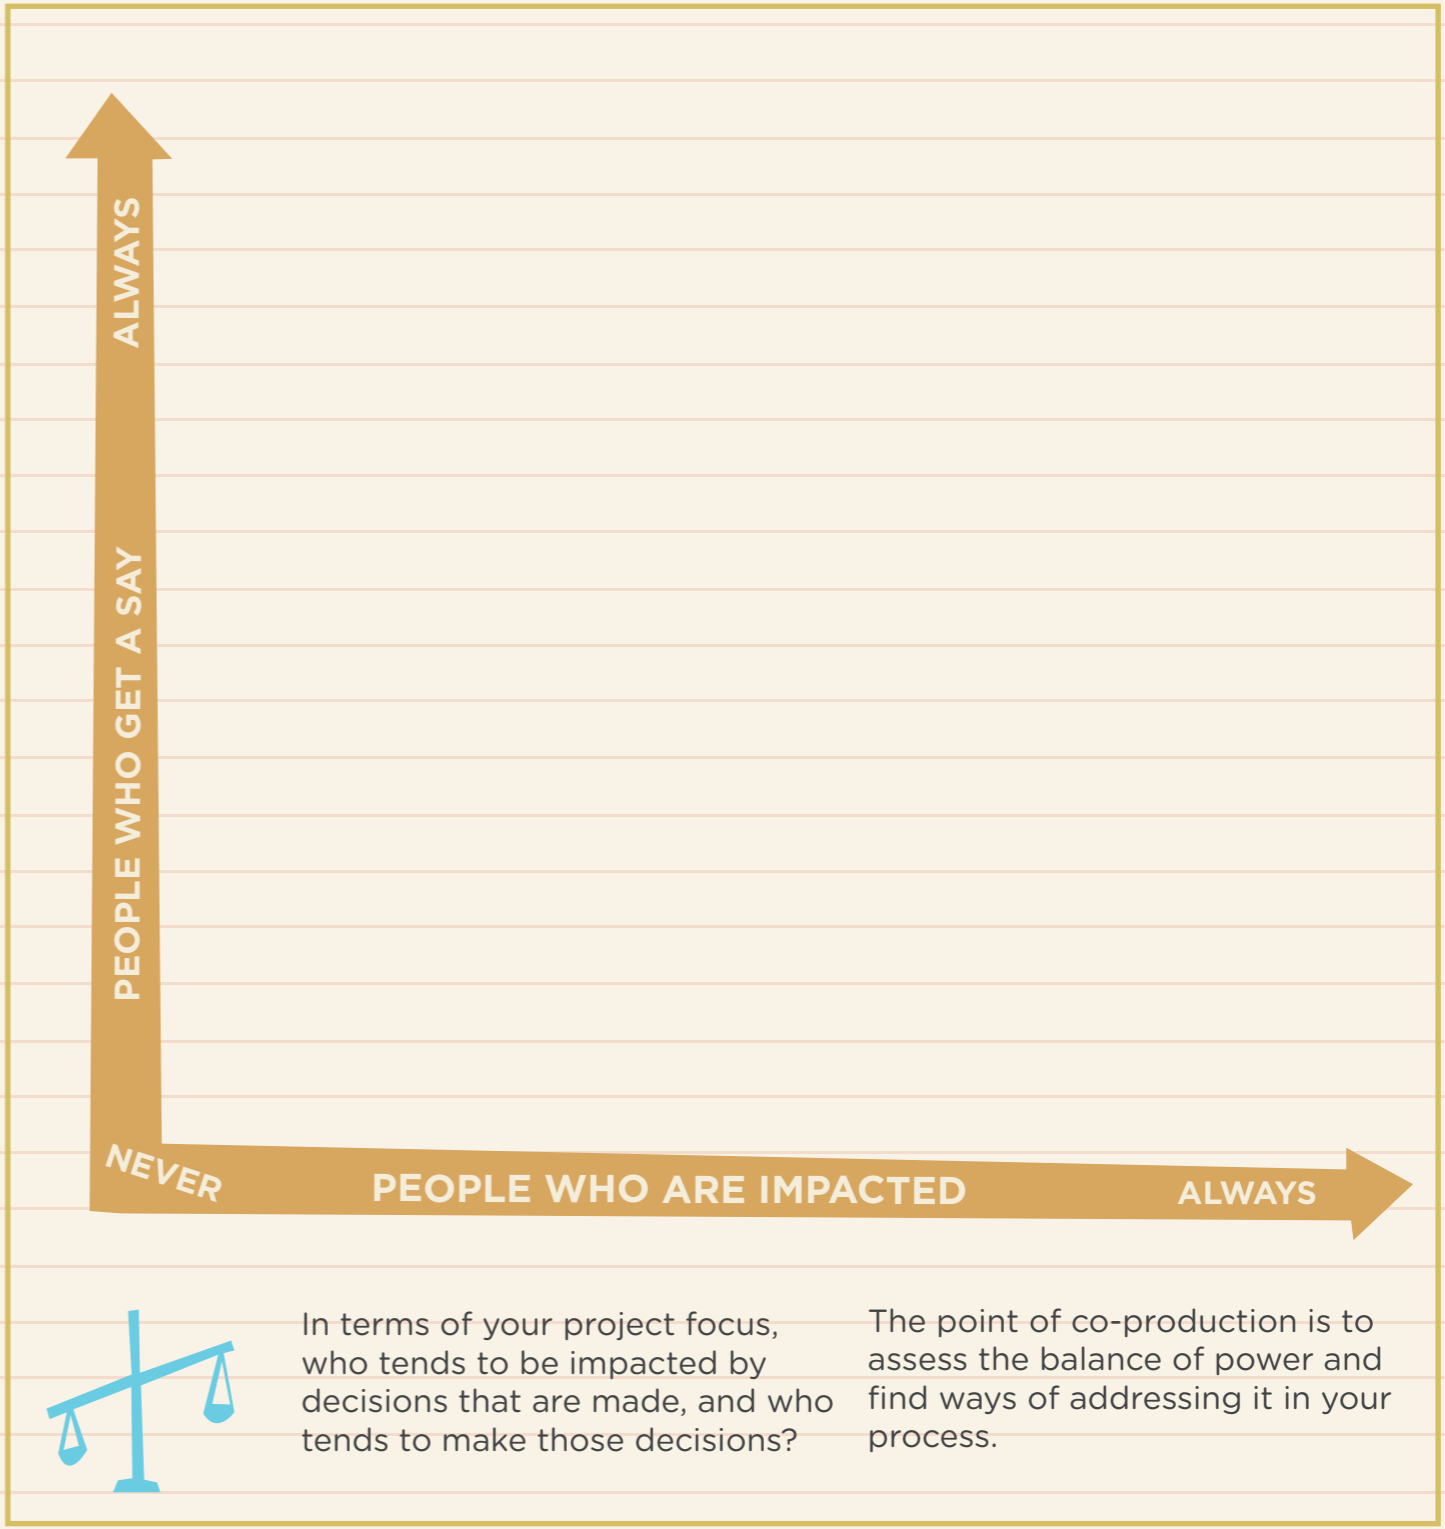 ALWAYS
PEOPLE WHO GET A SAY
NEVER
PEOPLE WHO ARE IMPACTED
ALWAYS
In terms of your project focus,
who tends to be impacted by
decisions that are made, and who
tends to make those decisions?
The point of co-production is to
assess the balance of power and
find ways of addressing it in your
process.